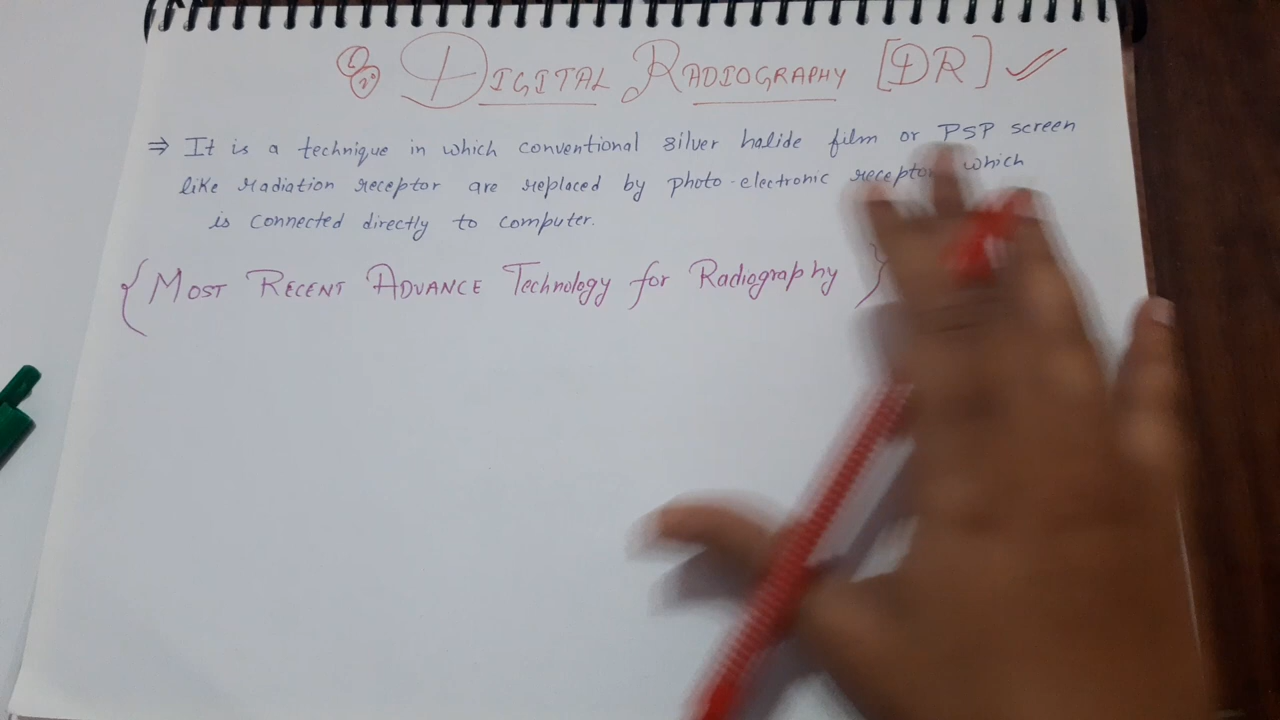 DIGITAL RADIOGRAPHY [DR]
⇒ It is a technique in which conventional silver halide film or PSP screen
like radiation receptor are replaced by photo-electronic receptor which
is connected directly to computer.
{MOST RECENT ADVANCE Technology for Radiography}